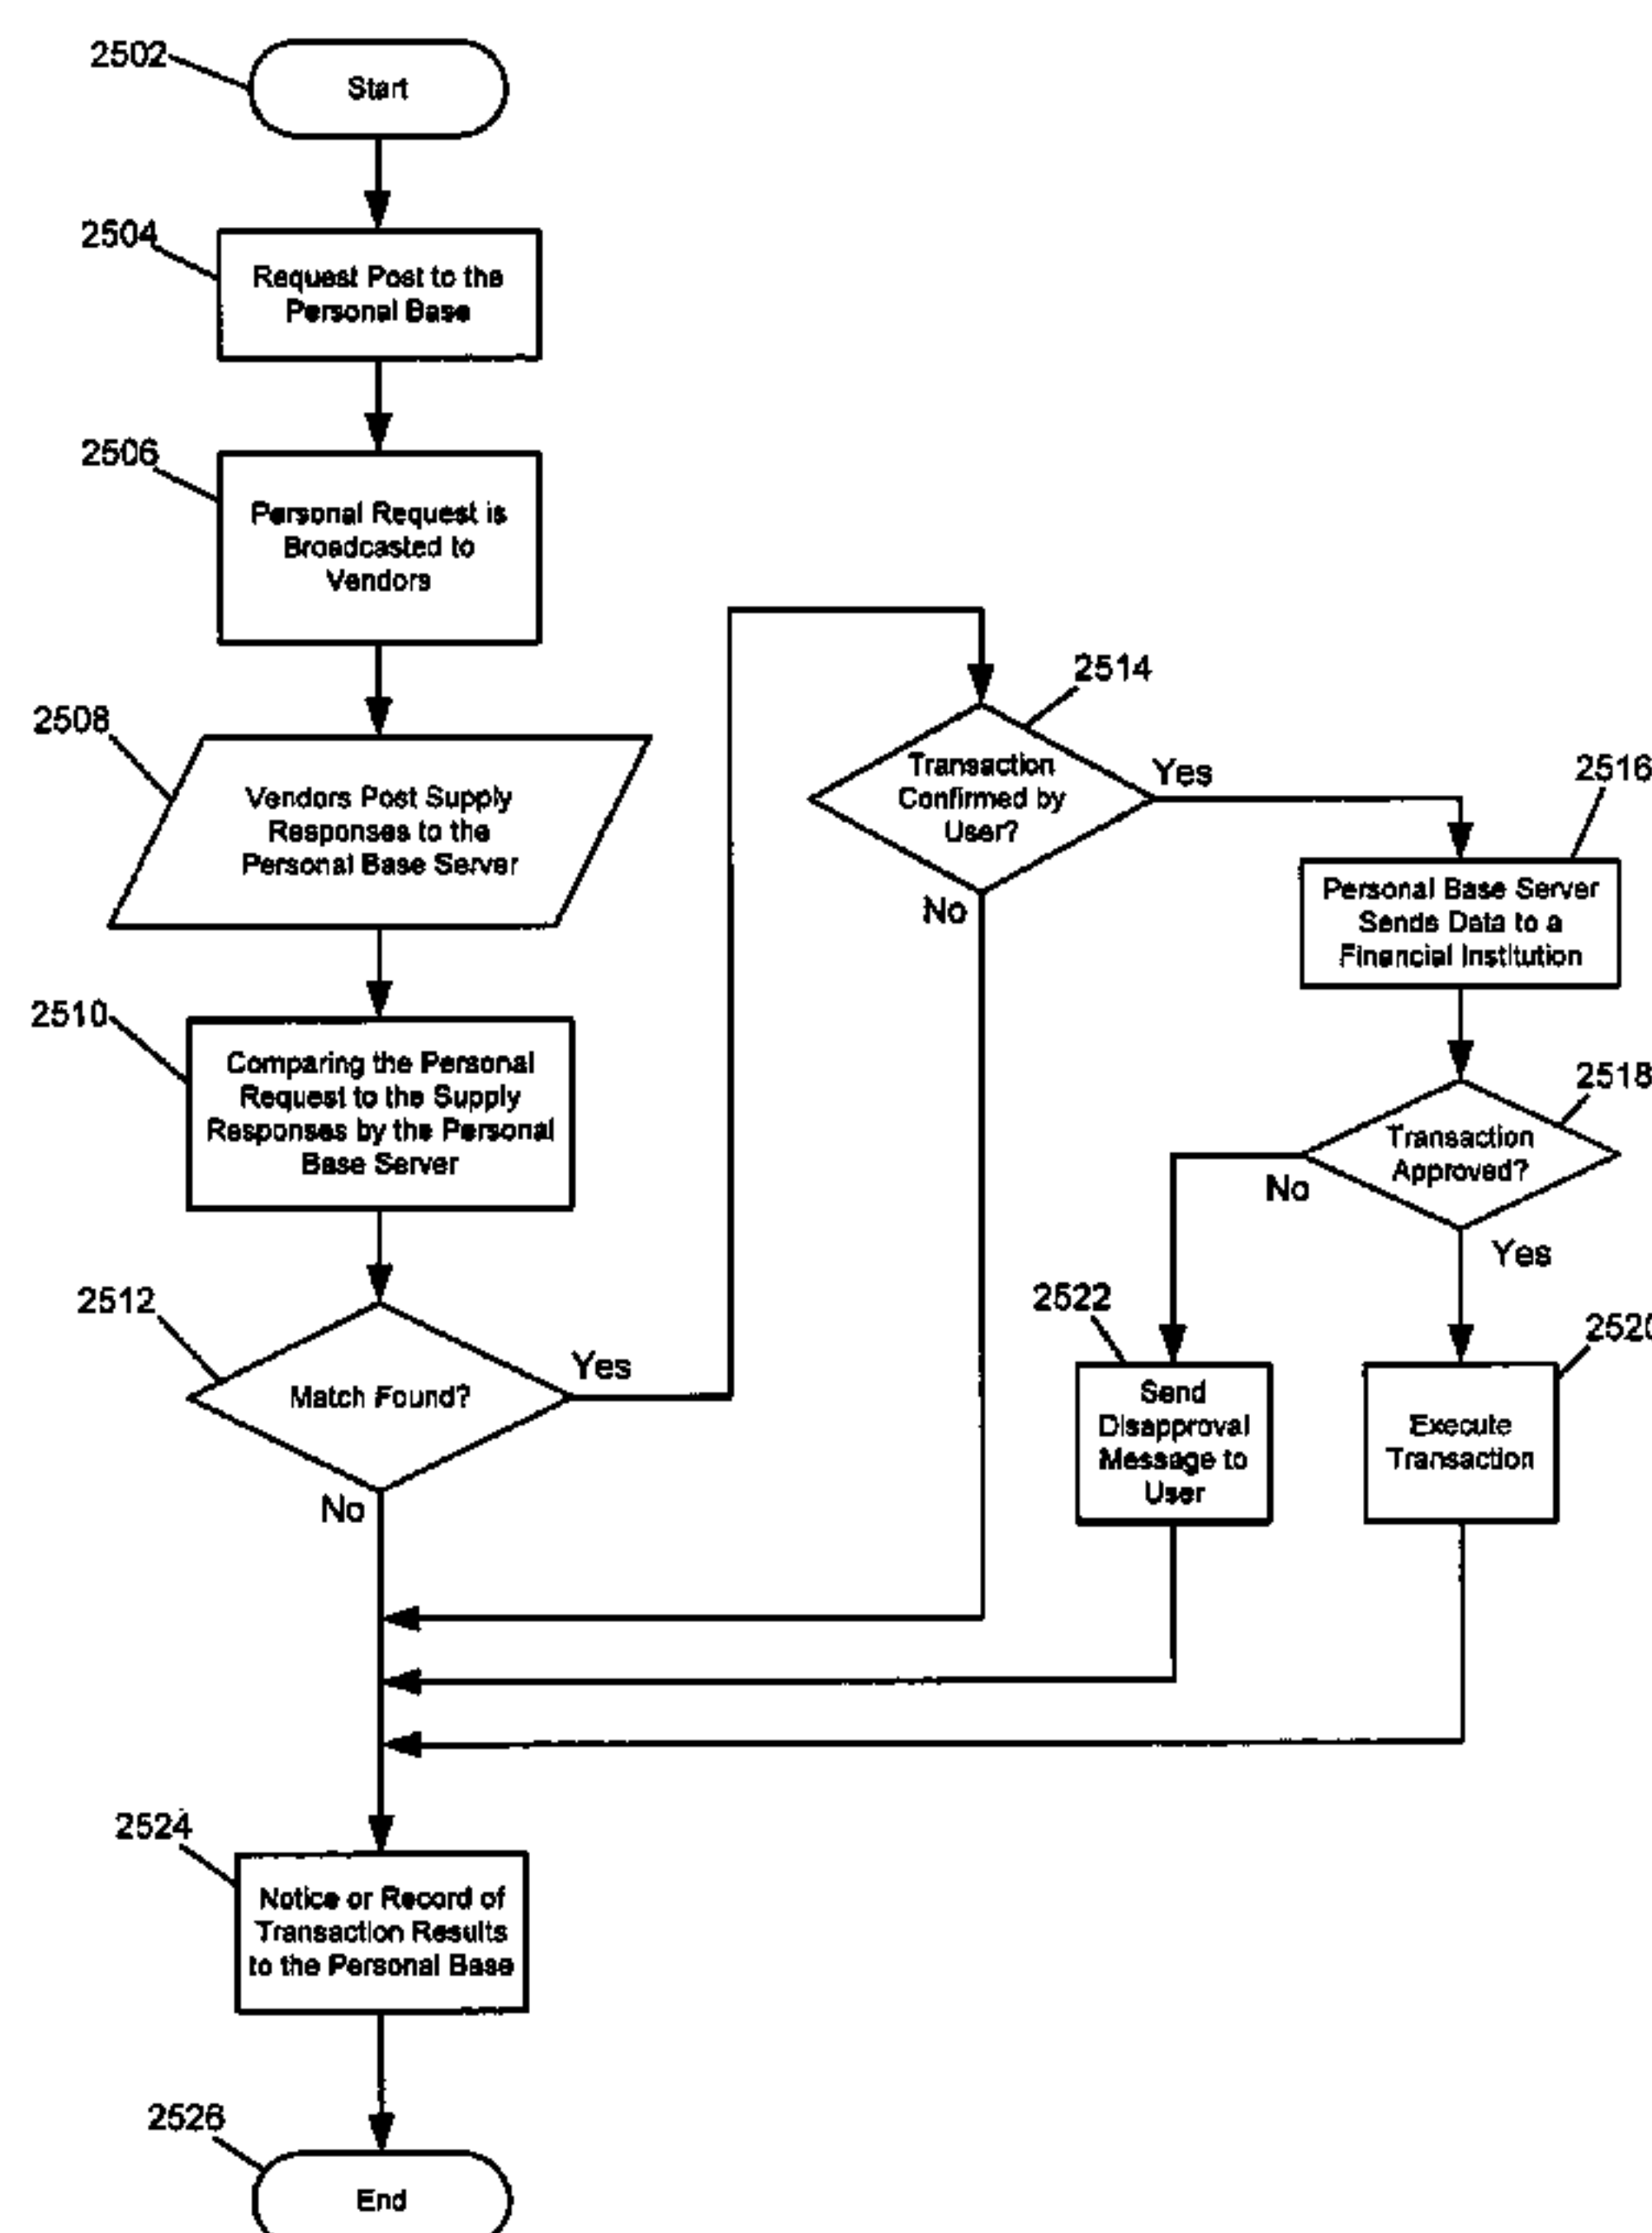 2502
Start
2504
Request Post to the
Personal Base
2506
Personal Request is
Broadcasted to
Vendors
2508
Vendors Post Supply
Responses to the
Personal Base Server
2510
Comparing the Personal
Request to the Supply
Responses by the Personal
Base Server
2512
Match Found?
Yes
No
2514
Transaction
Confirmed by
User?
Yes
No
2516
Personal Base Server
Sends Data to a
Financial Institution
2518
Transaction
Approved?
No
Yes
2522
Send
Disapproval
Message to
User
2520
Execute
Transaction
2524
Notice or Record of
Transaction Results
to the Personal Base
2526
End